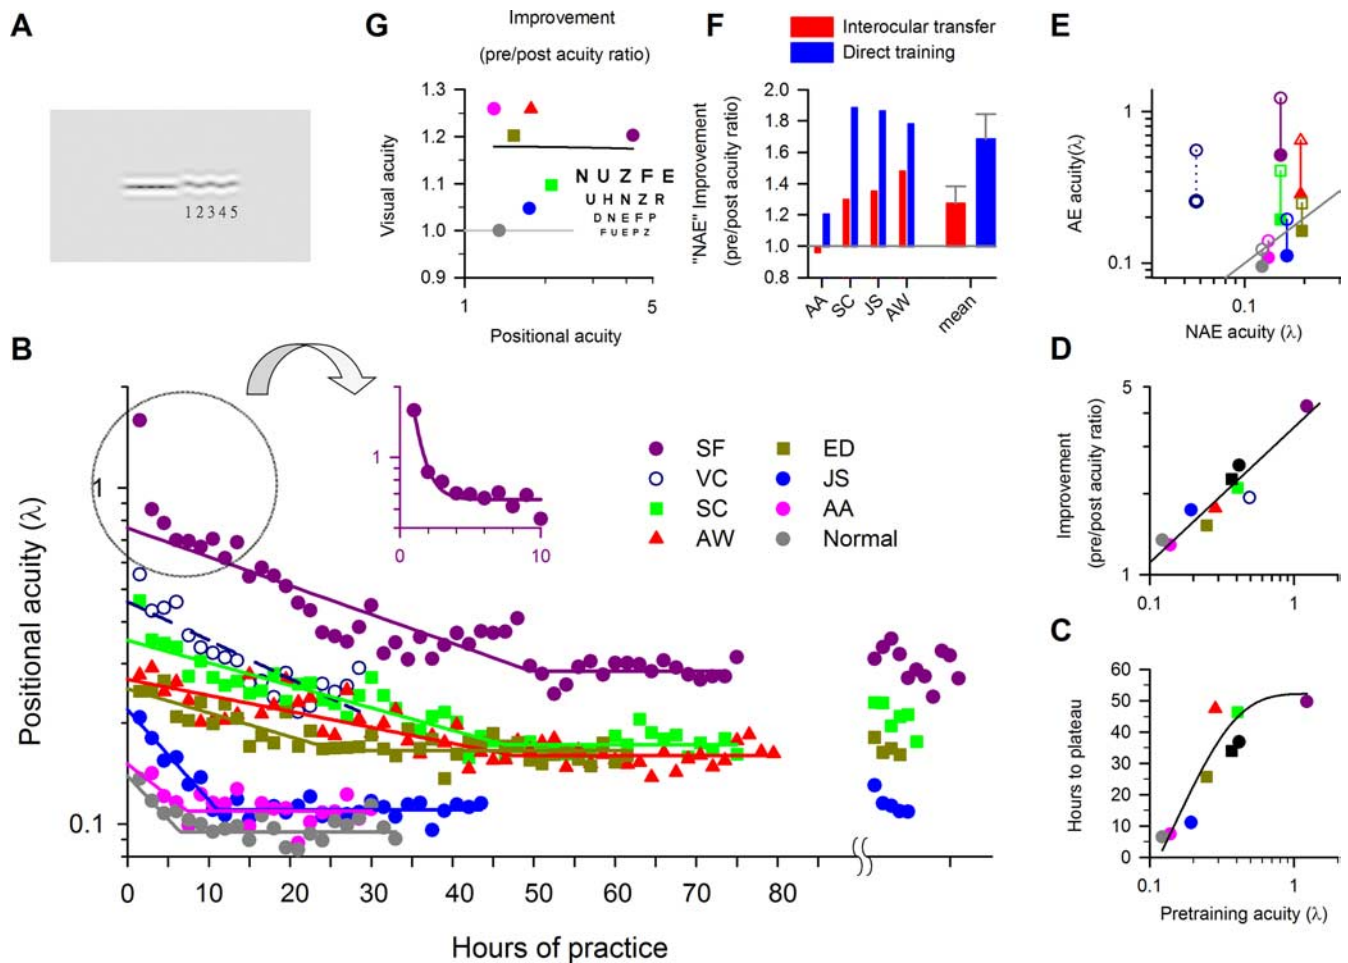 A
12345
G
Improvement
(pre/post acuity ratio)
Visual acuity
1.3
1.2
1.1
1.0
0.9
1
5
Positional acuity
N U Z F E
U H N Z R
D N E F P
F U E P Z
F
Interocular transfer
Direct training
"NAE" Improvement
(pre/post acuity ratio)
2.0
1.8
1.6
1.4
1.2
1.0
0.8
AA
SC
JS
AW
mean
E
AE acuity(λ)
1
0.1
0.1
NAE acuity (λ)
B
Positional acuity (λ)
1
0.1
0
10
20
30
40
50
60
70
80
Hours of practice
1
0
10
SF
VC
SC
AW
ED
JS
AA
Normal
D
Improvement
(pre/post acuity ratio)
5
1
0.1
1
C
Hours to plateau
60
50
40
30
20
10
0
0.1
1
Pretraining acuity (λ)